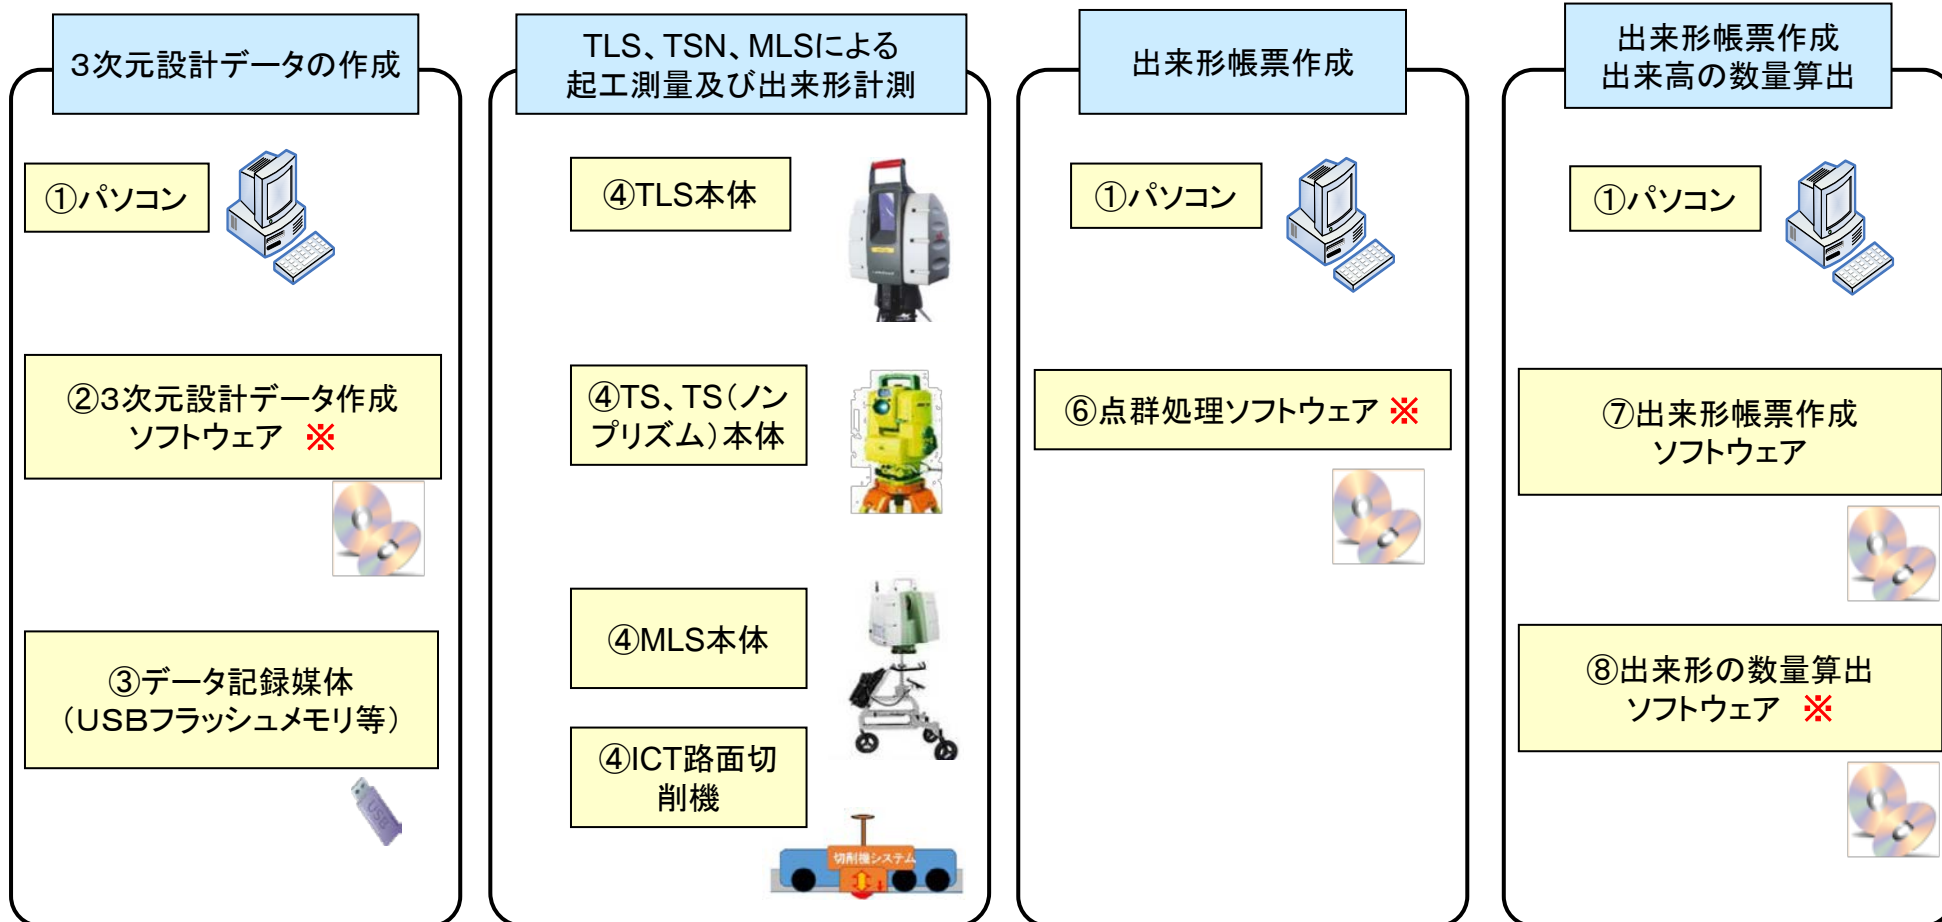 ３次元設計データの作成
①パソコン
②３次元設計データ作成
ソフトウェア ※
③データ記録媒体
（ＵＳＢフラッシュメモリ等）
USB
TLS、TSN、MLSによる
起工測量及び出来形計測
④TLS本体
④TS、TS（ノン
プリズム）本体
④MLS本体
④ICT路面切
削機
切削機システム
出来形帳票作成
①パソコン
⑥点群処理ソフトウェア ※
出来形帳票作成
出来高の数量算出
①パソコン
⑦出来形帳票作成
ソフトウェア
⑧出来形の数量算出
ソフトウェア ※